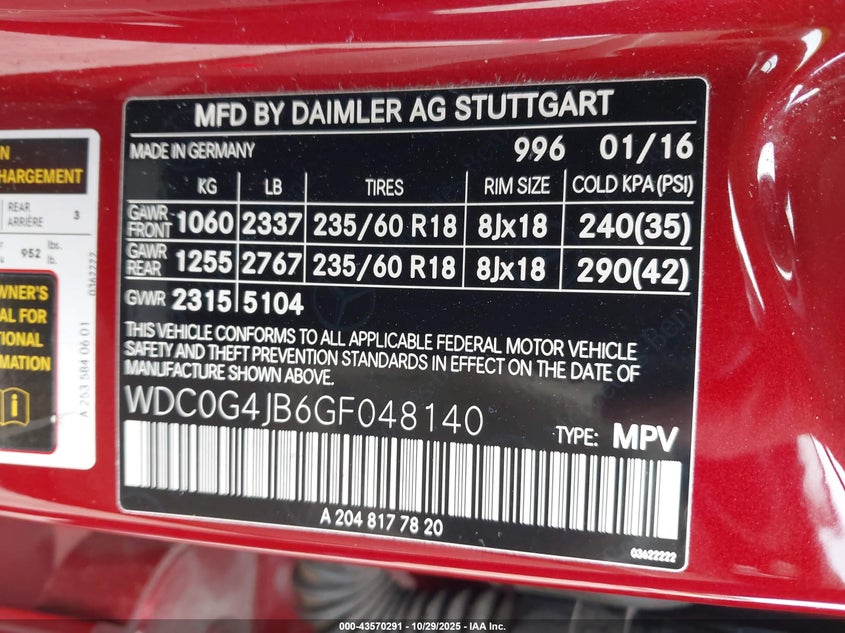 MFD BY DAIMLER AG STUTTGART
MADE IN GERMANY 996 01/16
KG LB TIRES RIM SIZE COLD KPA(PSI)
GAWR FRONT 1060 2337 235/60 R18 8Jx18 240(35)
GAWR REAR 1255 2767 235/60 R18 8Jx18 290(42)
GVWR 2315 5104
THIS VEHICLE CONFORMS TO ALL APPLICABLE FEDERAL MOTOR VEHICLE
SAFETY AND THEFT PREVENTION STANDARDS IN EFFECT ON THE DATE OF
MANUFACTURE SHOWN ABOVE.
WDC0G4JB6GF048140
TYPE: MPV
A 204 817 78 20
03622222
HARGEMENT
REAR
ARRIÈRE 3
952 lbs.
lb.
0362222
WNER'S
AL FOR
TIONAL
RMATION
A 253 584 06 01
000-43570291 - 10/29/2025 - IAA Inc.